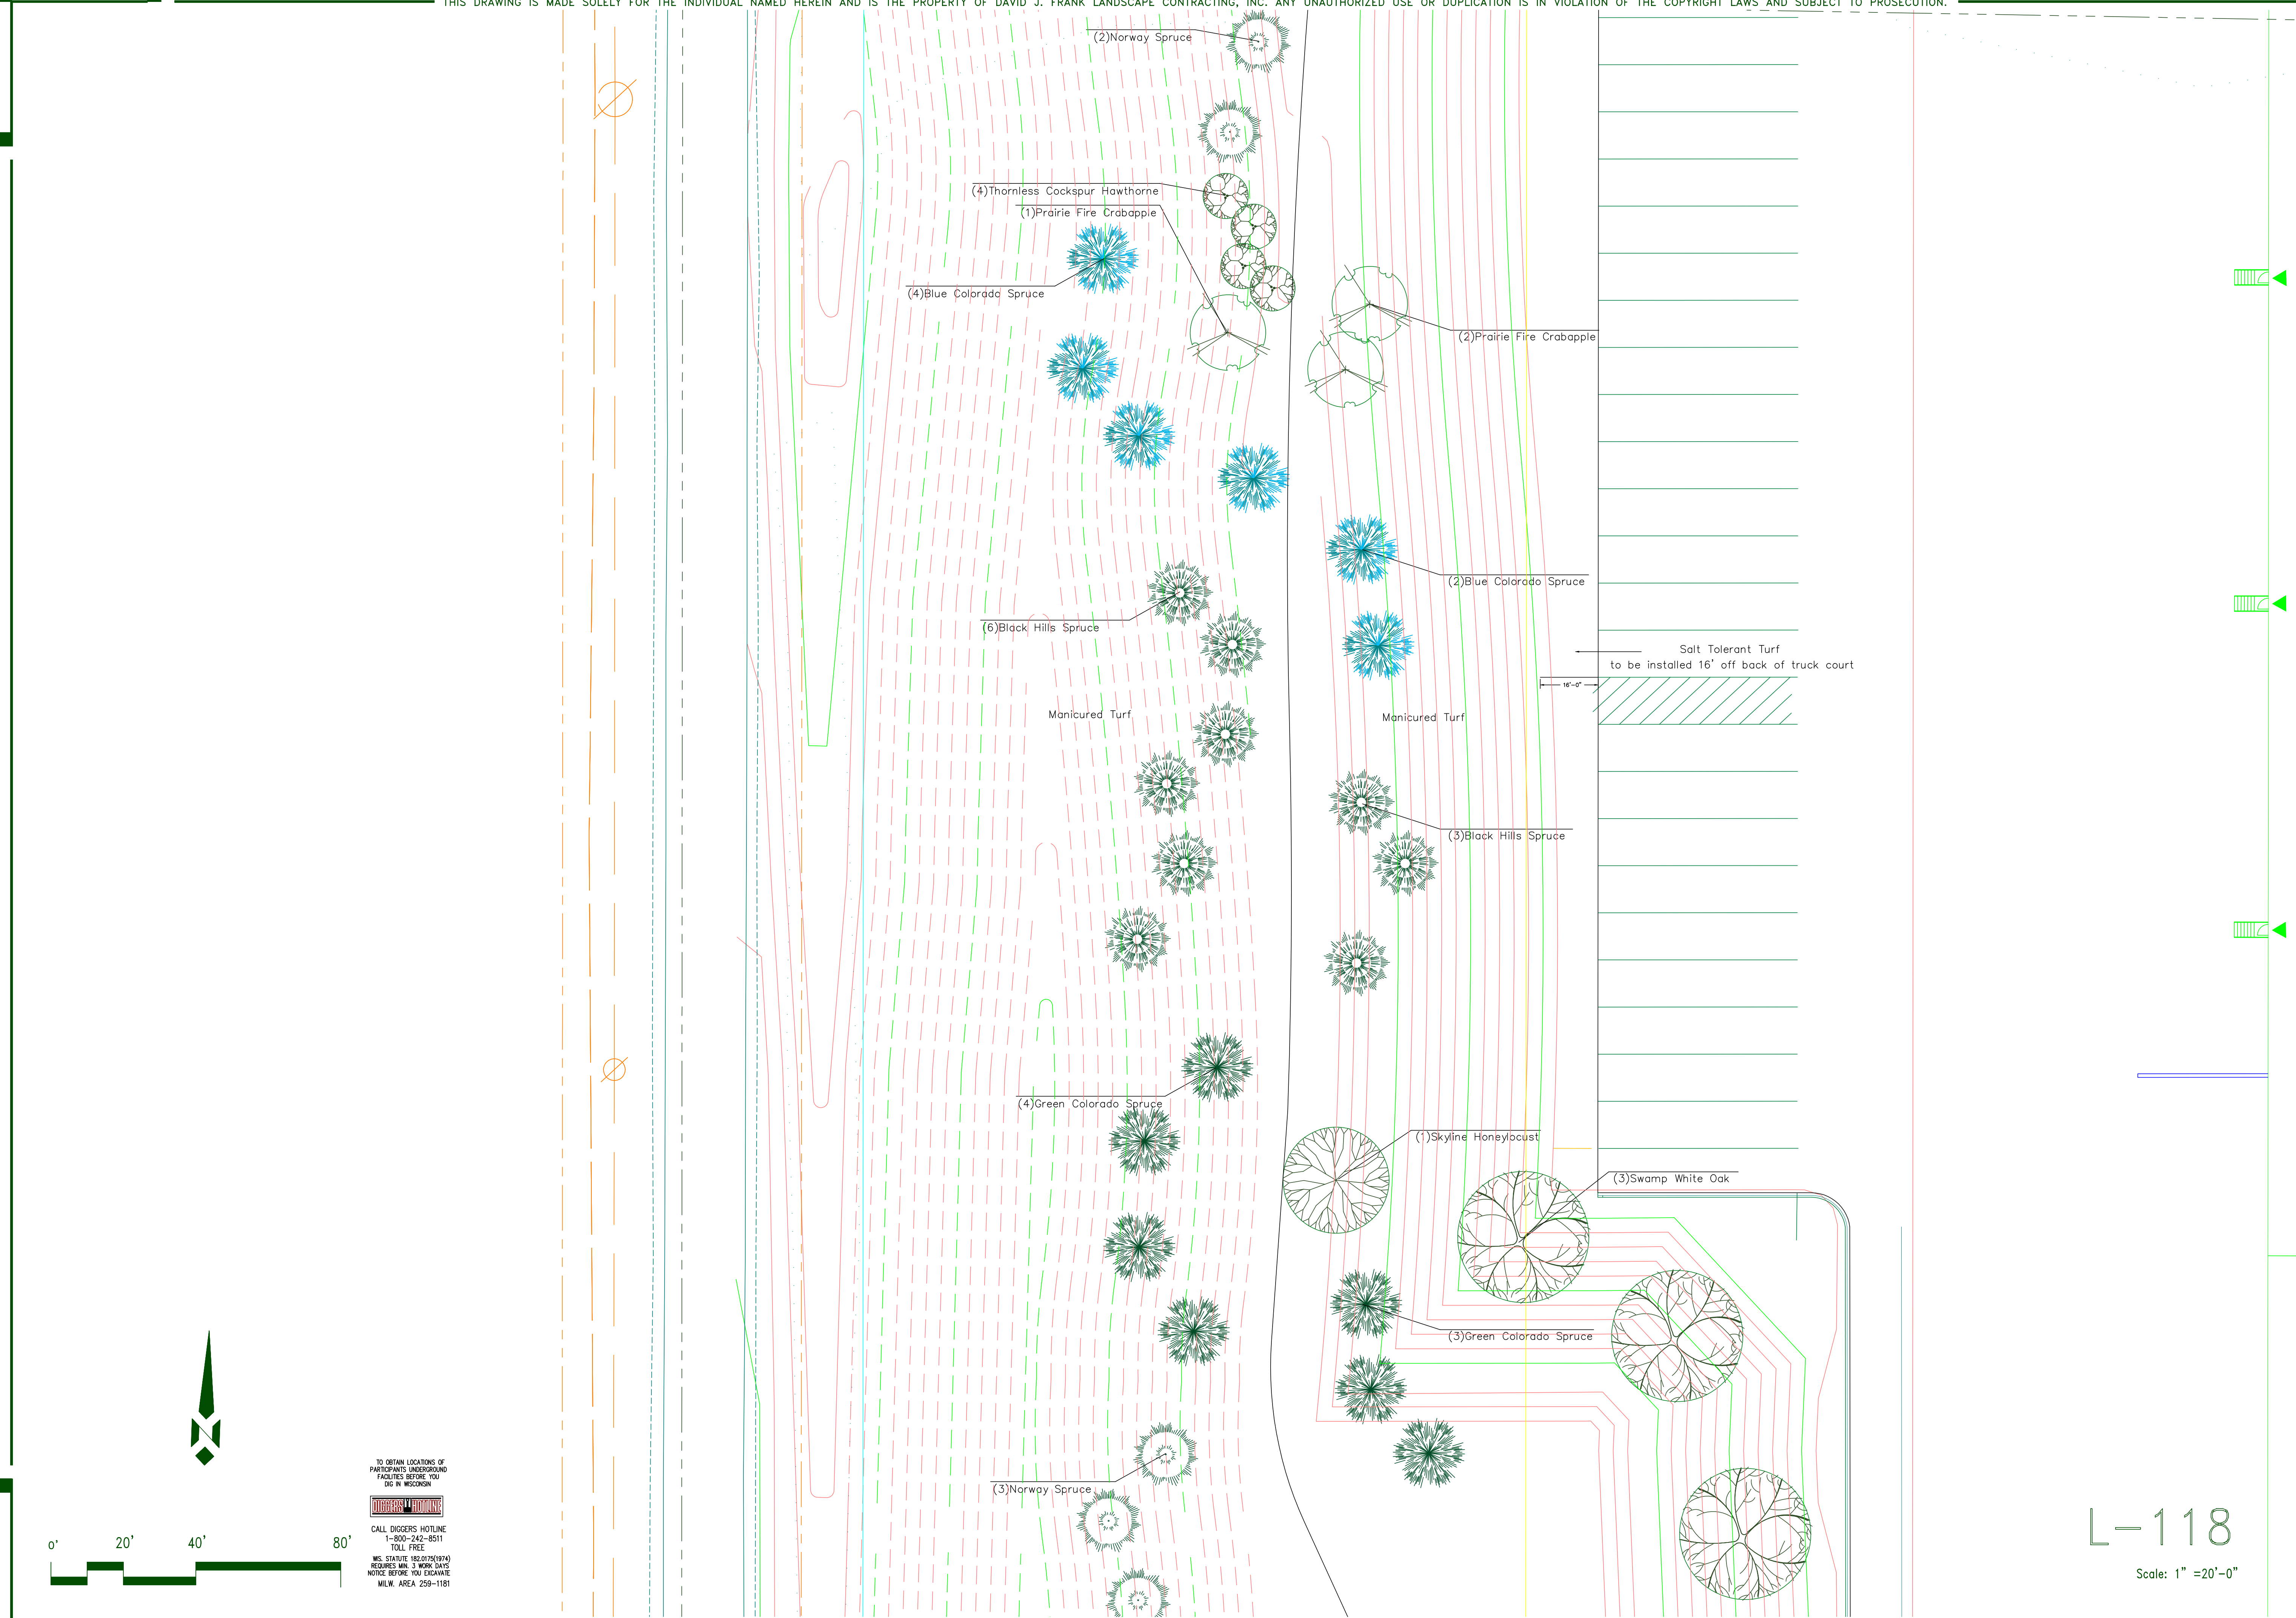 THIS DRAWING IS MADE SOLELY FOR THE INDIVIDUAL NAMED HEREIN AND IS THE PROPERTY OF DAVID J. FRANK LANDSCAPE CONTRACTING, INC. ANY UNAUTHORIZED USE OR DUPLICATION IS IN VIOLATION OF THE COPYRIGHT LAWS AND SUBJECT TO PROSECUTION.
(2)Norway Spruce
(4)Thornless Cockspur Hawthorne
(1)Prairie Fire Crabapple
(4)Blue Colorado Spruce
(2)Prairie Fire Crabapple
(2)Blue Colorado Spruce
(6)Black Hills Spruce
Salt Tolerant Turf
to be installed 16' off back of truck court
16'-0"
Manicured Turf
Manicured Turf
(3)Black Hills Spruce
(4)Green Colorado Spruce
(1)Skyline Honeylocust
(3)Swamp White Oak
(3)Green Colorado Spruce
(3)Norway Spruce
N
TO OBTAIN LOCATIONS OF
PARTICIPANTS UNDERGROUND
FACILITIES BEFORE YOU
DIG IN WISCONSIN
DIGGERS HOTLINE
CALL DIGGERS HOTLINE
1-800-242-8511
TOLL FREE
WIS. STATUTE 182.0175(1974)
REQUIRES MIN. 3 WORK DAYS
NOTICE BEFORE YOU EXCAVATE
MILW. AREA 259-1181
0' 20' 40' 80'
L-118
Scale: 1" =20'-0"